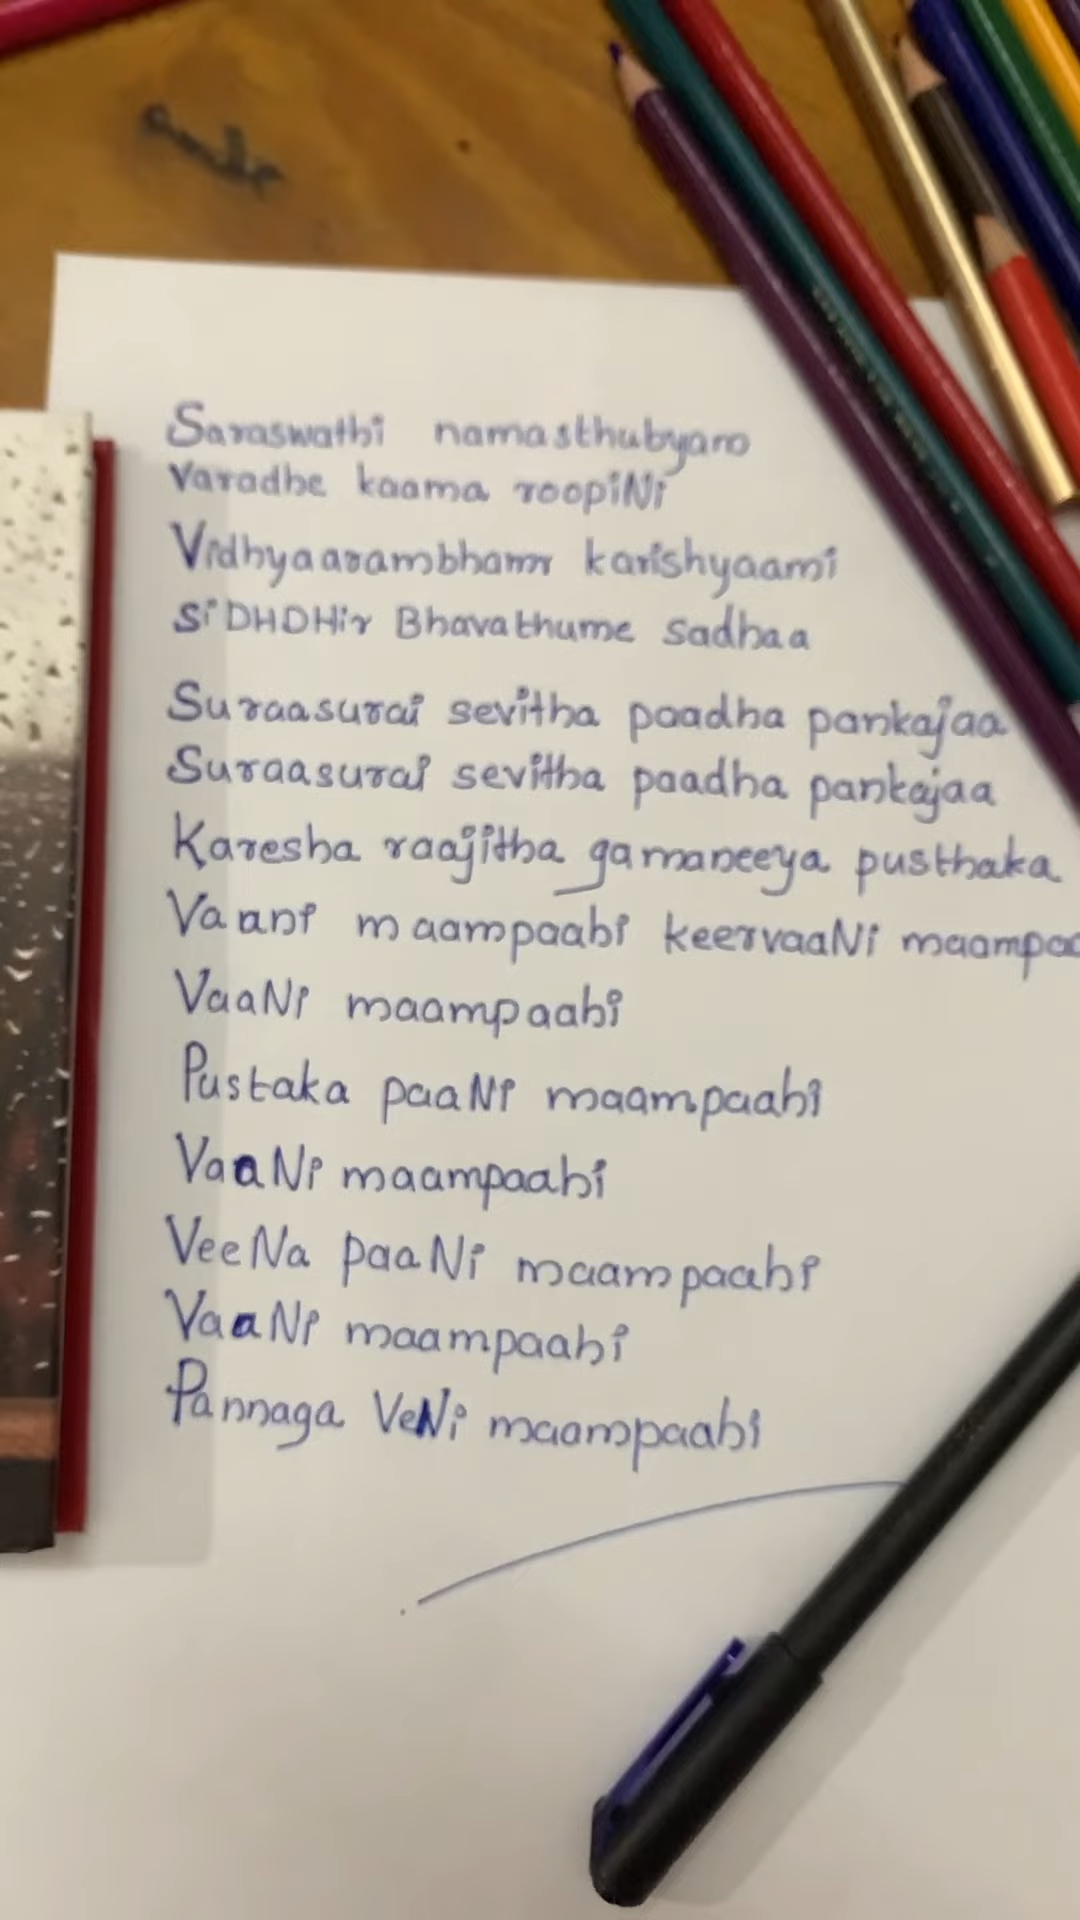 Saraswathi namasthubyam
Varadhe kaama roopiNi
Vidhyaarambham karishyaami
SiDHDHir Bhavathume sadhaa
Suraasurai sevitha paadha pankajaa
Suraasurai sevitha paadha pankajaa
Karesha raajitha gamaneeya pusthaka
Vaani maampaahi keervaaNi maampaa
VaaNi maampaahi
Pustaka paaNi maampaahi
VaaNi maampaahi
VeeNa paaNi maampaahi
VaaNi maampaahi
Pannaga VeNi maampaahi